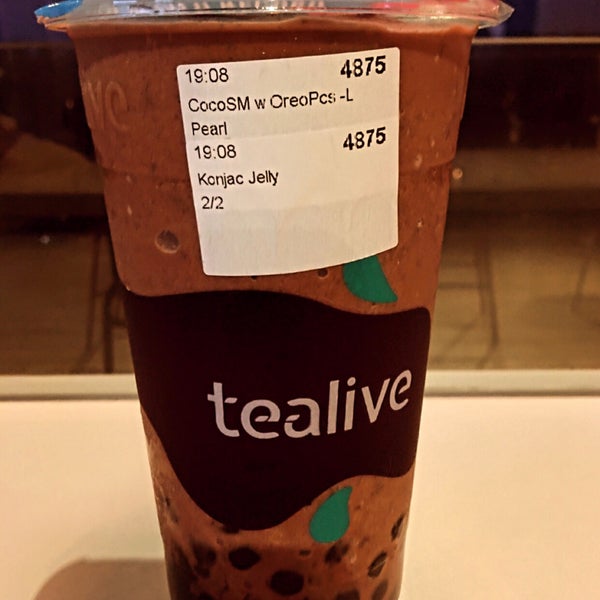 19:08 4875
CocoSM w OreoPcs -L
Pearl
19:08 4875
Konjac Jelly
2/2
tealive